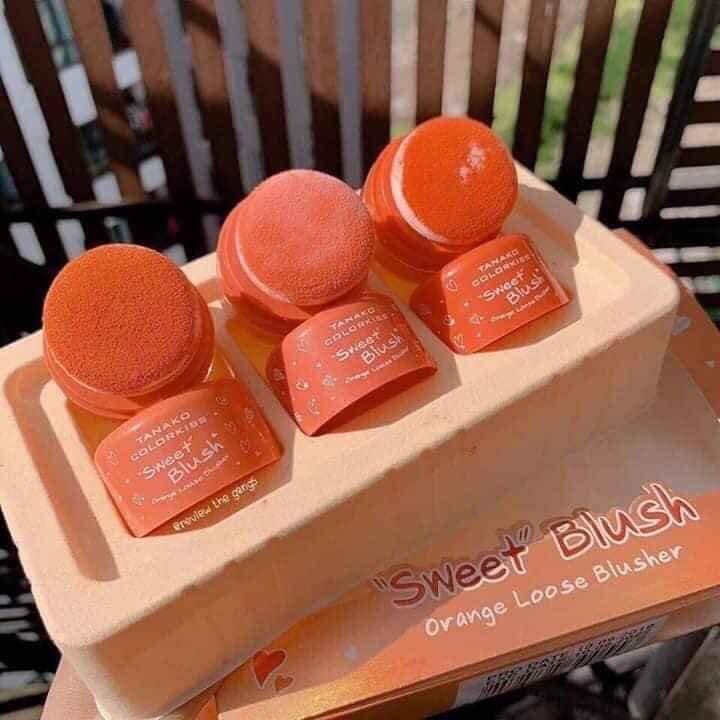 TANAKO
COLORKISS
"Sweet
Blush"
Orange Loose Blusher
TANAKO
COLORKISS
"Sweet
Blush"
Orange Loose Blusher
TANAKO
COLORKISS
"Sweet
Blush"
Orange Loose Blusher
@review the gangs
"Sweet" Blush
Orange Loose Blusher